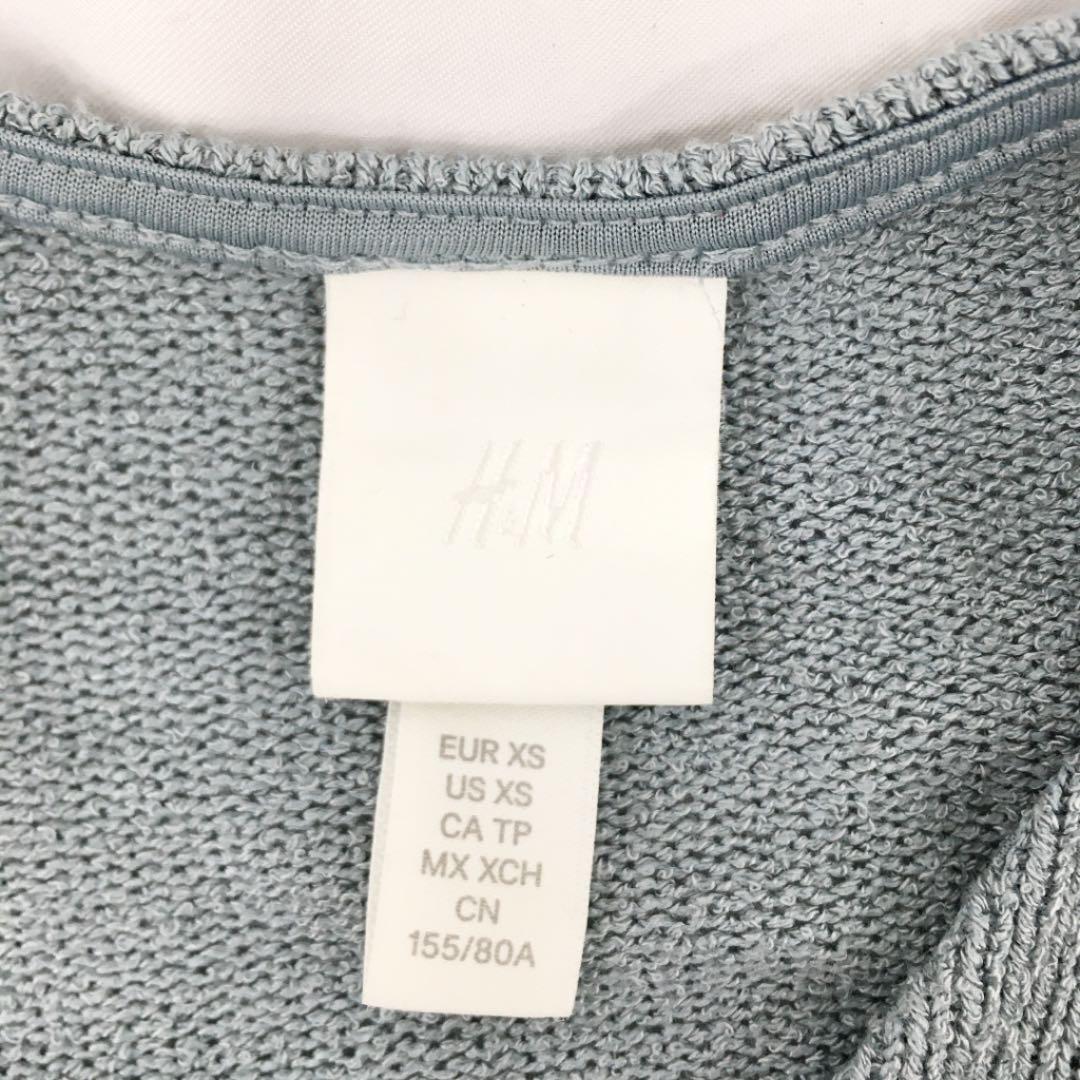 H&M
EUR XS
US XS
CA TP
MX XCH
CN
155/80A